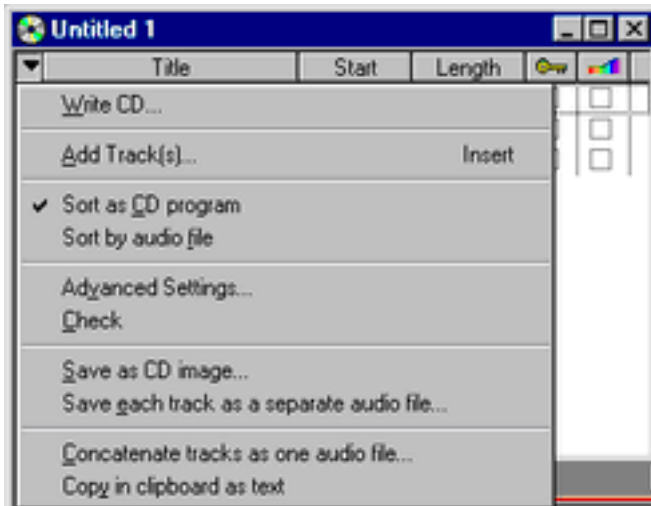 Untitled 1
Title Start Length
Write CD...
Add Track(s)... Insert
Sort as CD program
Sort by audio file
Advanced Settings...
Check
Save as CD image...
Save each track as a separate audio file...
Concatenate tracks as one audio file...
Copy in clipboard as text